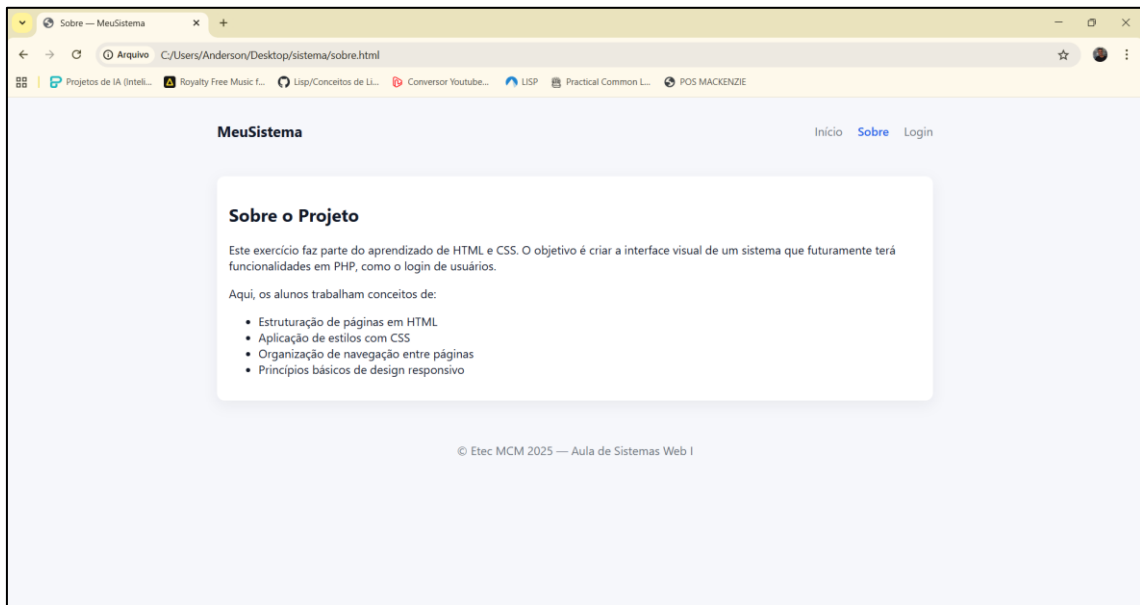 Sobre — MeuSistema
Arquivo C:/Users/Anderson/Desktop/sistema/sobre.html
Projetos de IA (Inteli... Royalty Free Music f... Lisp/Conceitos de Li... Conversor Youtube... LISP Practical Common L... POS MACKENZIE
MeuSistema Início Sobre Login
Sobre o Projeto
Este exercício faz parte do aprendizado de HTML e CSS. O objetivo é criar a interface visual de um sistema que futuramente terá
funcionalidades em PHP, como o login de usuários.
Aqui, os alunos trabalham conceitos de:
• Estruturação de páginas em HTML
• Aplicação de estilos com CSS
• Organização de navegação entre páginas
• Princípios básicos de design responsivo
© Etec MCM 2025 — Aula de Sistemas Web I